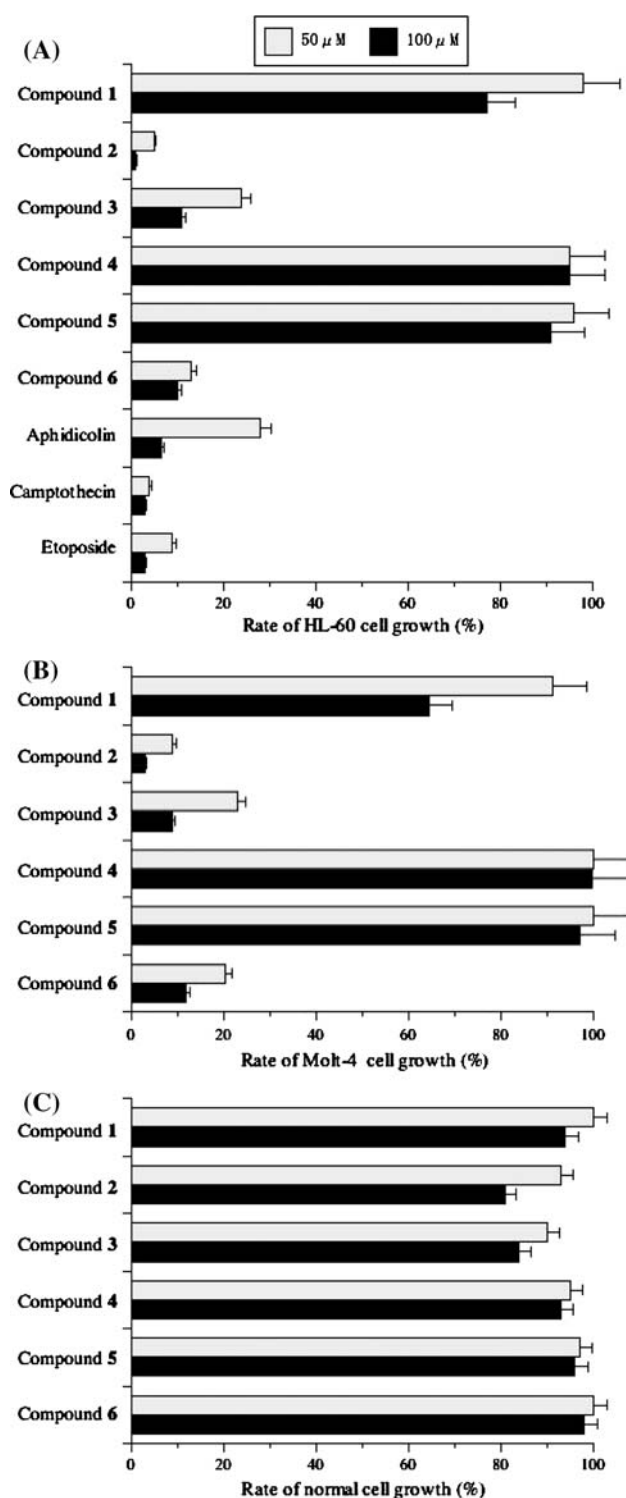 50 μM 100 μM
(A)
Compound 1
Compound 2
Compound 3
Compound 4
Compound 5
Compound 6
Aphidicolin
Camptothecin
Etoposide
0 20 40 60 80 100
Rate of HL-60 cell growth (%)
(B)
Compound 1
Compound 2
Compound 3
Compound 4
Compound 5
Compound 6
0 20 40 60 80 100
Rate of Molt-4 cell growth (%)
(C)
Compound 1
Compound 2
Compound 3
Compound 4
Compound 5
Compound 6
0 20 40 60 80 100
Rate of normal cell growth (%)